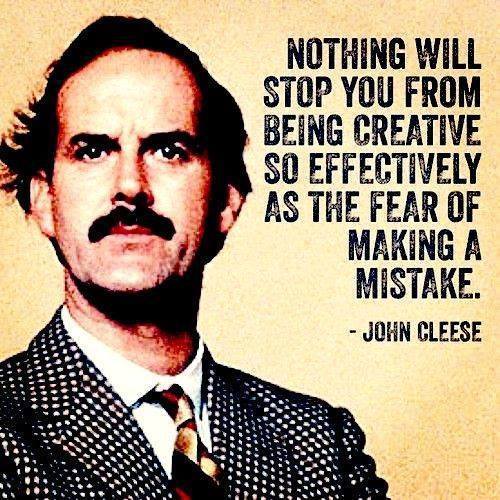 NOTHING WILL
STOP YOU FROM
BEING CREATIVE
SO EFFECTIVELY
AS THE FEAR OF
MAKING A
MISTAKE.
- JOHN CLEESE